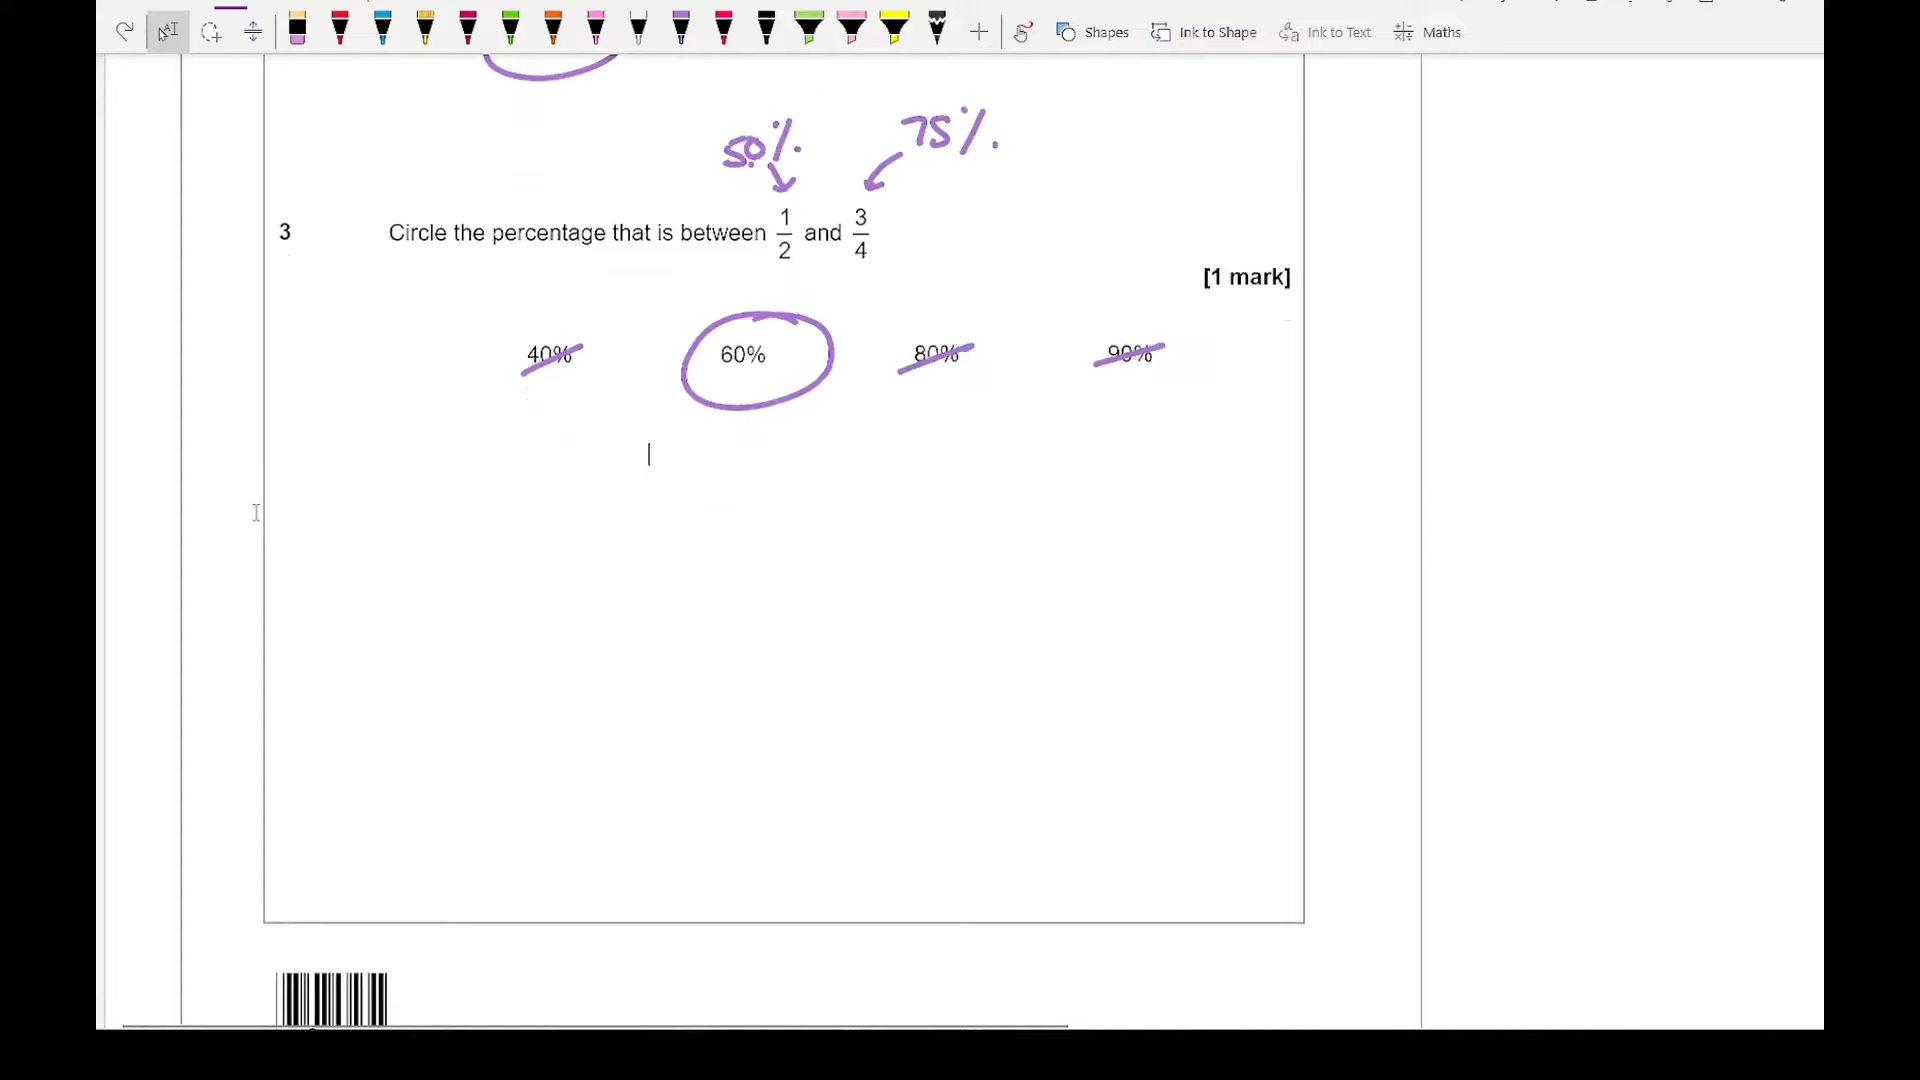 Shapes Ink to Shape Ink to Text Maths
50% 75%
3 Circle the percentage that is between 1/2 and 3/4
[1 mark]
40% 60% 80% 90%